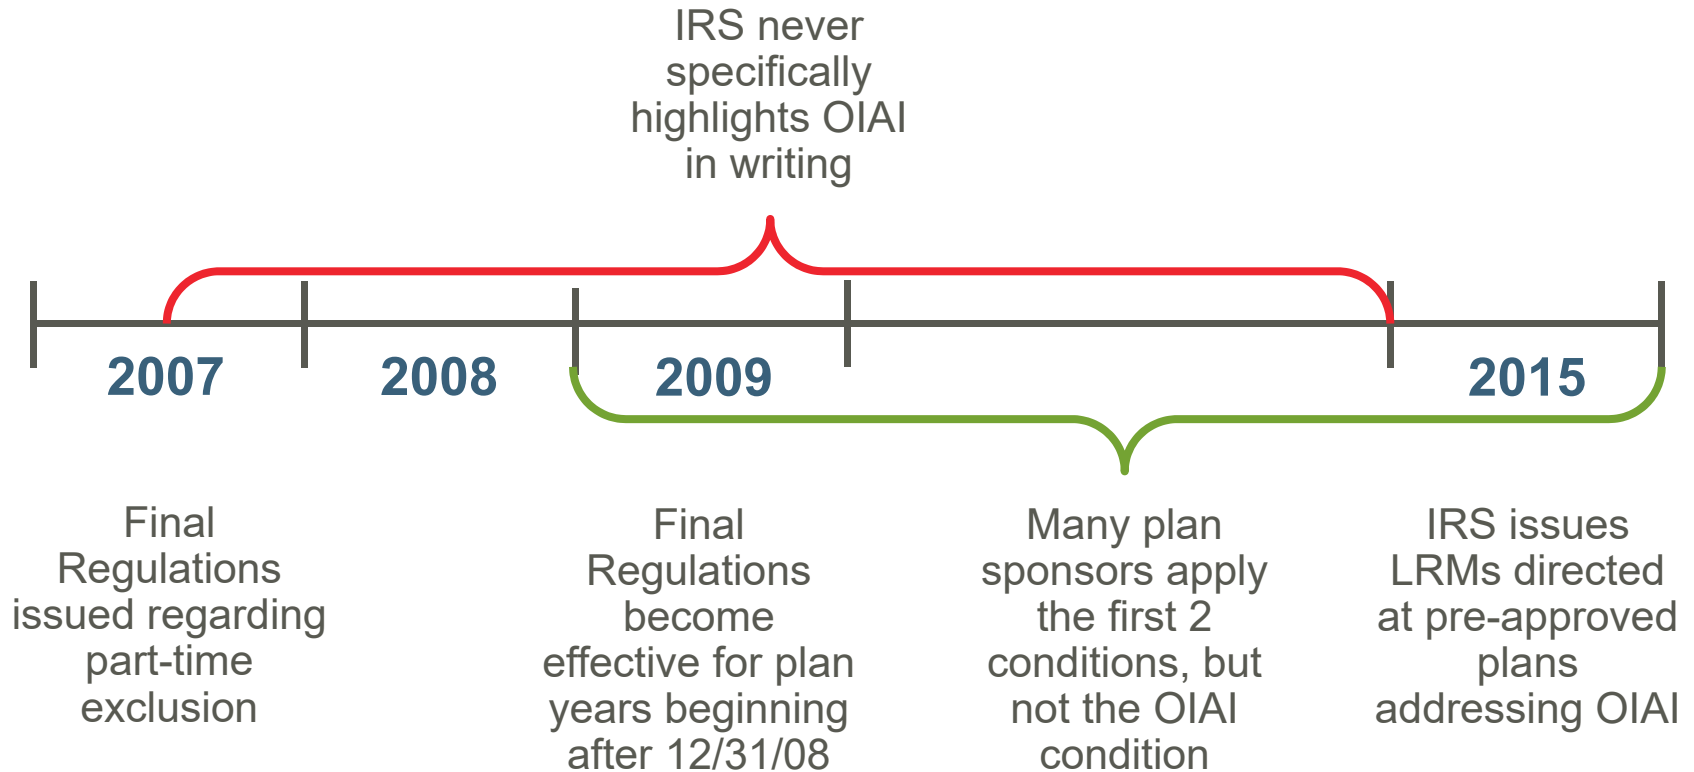 IRS never
specifically
highlights OIAI
in writing
2007
2008
2009
2015
Final
Regulations
issued regarding
part-time
exclusion
Final
Regulations
become
effective for plan
years beginning
after 12/31/08
Many plan
sponsors apply
the first 2
conditions, but
not the OIAI
condition
IRS issues
LRMs directed
at pre-approved
plans
addressing OIAI